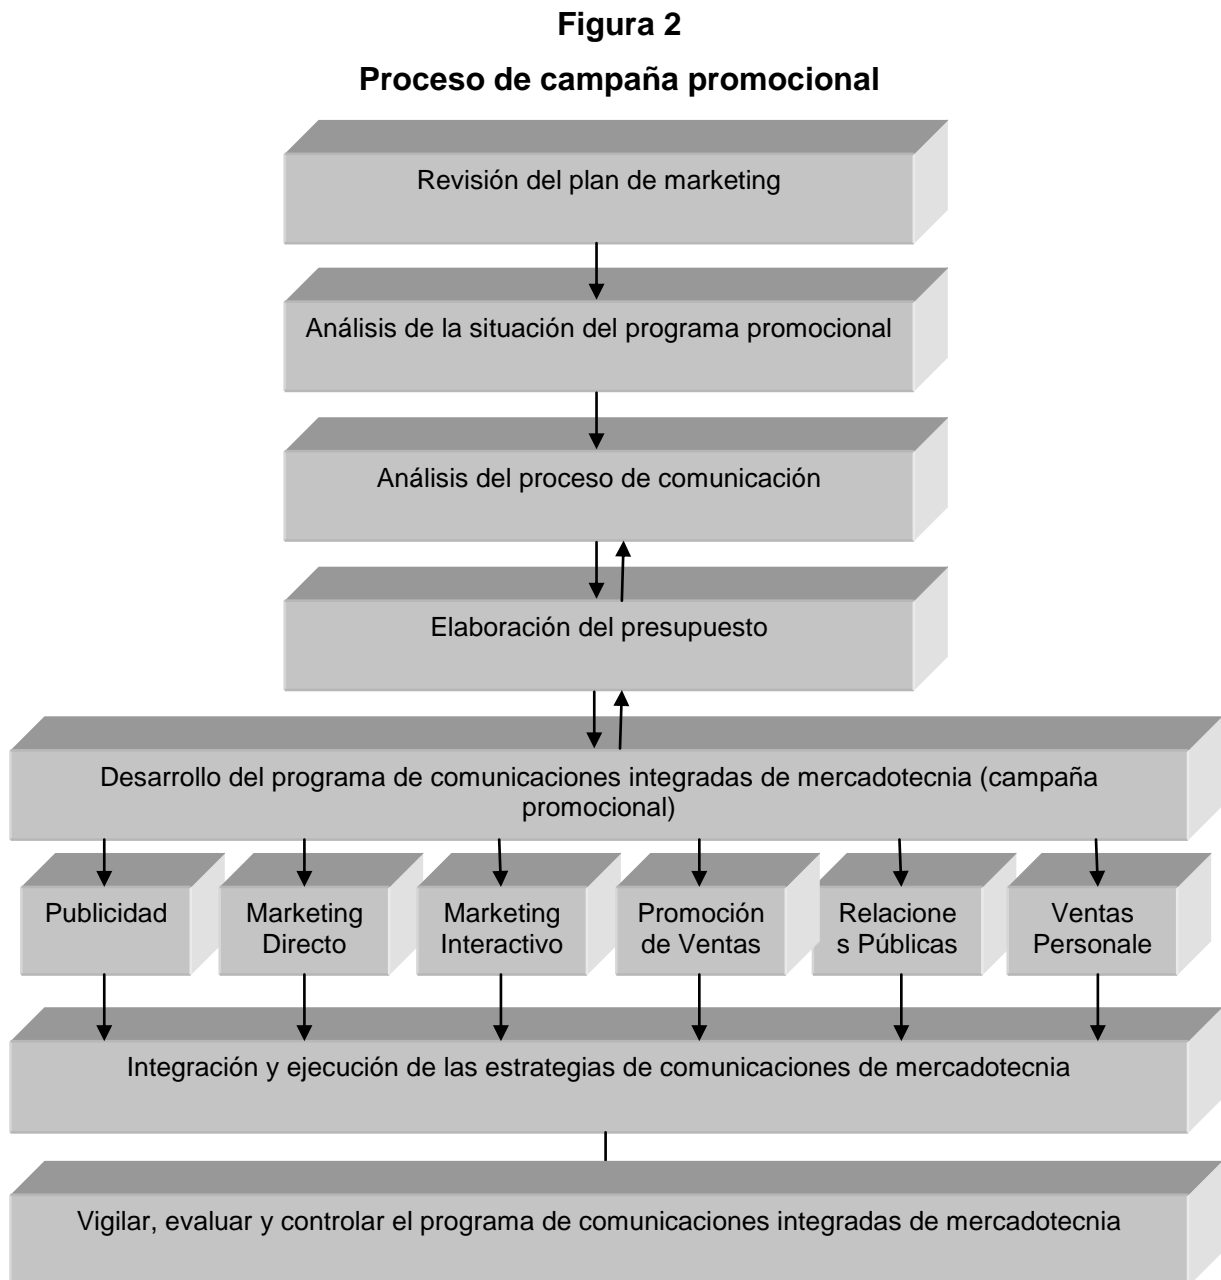 Figura 2
Proceso de campaña promocional
Revisión del plan de marketing
Análisis de la situación del programa promocional
Análisis del proceso de comunicación
Elaboración del presupuesto
Desarrollo del programa de comunicaciones integradas de mercadotecnia (campaña
promocional)
Publicidad
Marketing
Directo
Marketing
Interactivo
Promoción
de Ventas
Relacione
s Públicas
Ventas
Personale
Integración y ejecución de las estrategias de comunicaciones de mercadotecnia
Vigilar, evaluar y controlar el programa de comunicaciones integradas de mercadotecnia